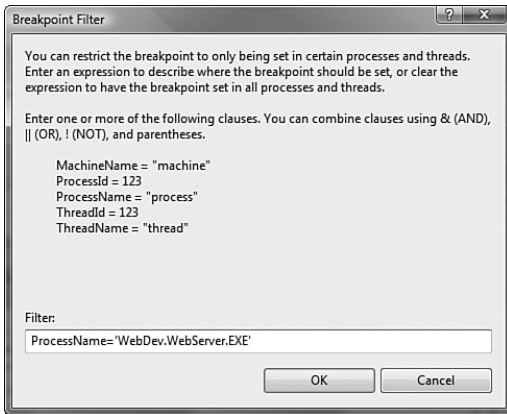 Breakpoint Filter
You can restrict the breakpoint to only being set in certain processes and threads.
Enter an expression to describe where the breakpoint should be set, or clear the
expression to have the breakpoint set in all processes and threads.
Enter one or more of the following clauses. You can combine clauses using & (AND),
|| (OR), ! (NOT), and parentheses.
MachineName = "machine"
ProcessId = 123
ProcessName = "process"
ThreadId = 123
ThreadName = "thread"
Filter:
ProcessName='WebDev.WebServer.EXE'
OK Cancel